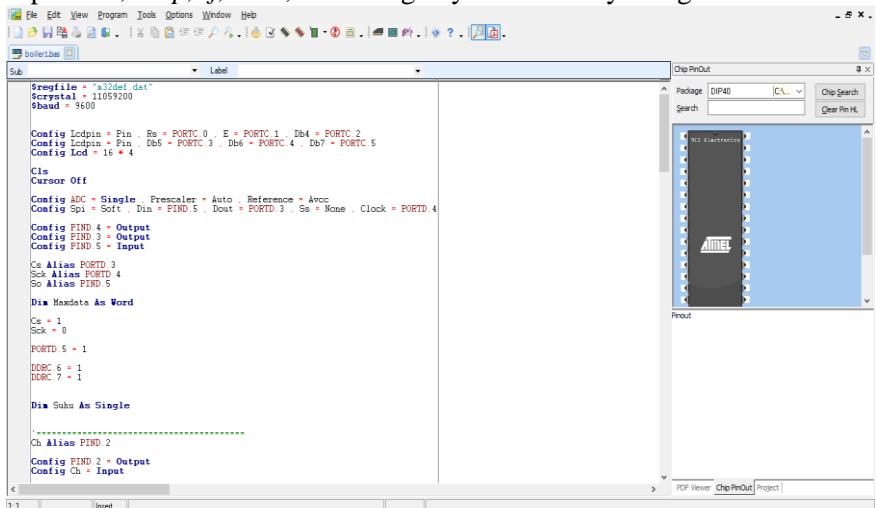 File Edit View Program Tools Options Window Help
boilert.bas
Sub Label
$regfile = "m32def.dat"
$crystal = 11059200
$baud = 9600
Config Lcdpin = Pin , Rs = PORTC.0 , E = PORTC.1 , Db4 = PORTC.2
Config Lcdpin = Pin , Db5 = PORTC.3 , Db6 = PORTC.4 , Db7 = PORTC.5
Config Lcd = 16 * 4
Cls
Cursor Off
Config ADC = Single , Prescaler = Auto , Reference = Avcc
Config Spi = Soft , Din = PIND.5 , Dout = PORTD.3 , Ss = None , Clock = PORTD.4
Config PIND.4 = Output
Config PIND.3 = Output
Config PIND.5 = Input
Cs Alias PORTD.3
Sck Alias PORTD.4
So Alias PIND.5
Dim Maxdata As Word
Cs = 1
Sck = 0
PORTD.5 = 1
DDRC.6 = 1
DDRC.7 = 1
Dim Suhu As Single
'========================================
Ch Alias PIND.2
Config PIND.2 = Output
Config Ch = Input
Chip PinOut
Package DIP40 C:\... Chip Search
Search Clear Pin HL
MCS Electronics
ATMEL
Pinout
PDF Viewer Chip PinOut Project
1: 1 Insert